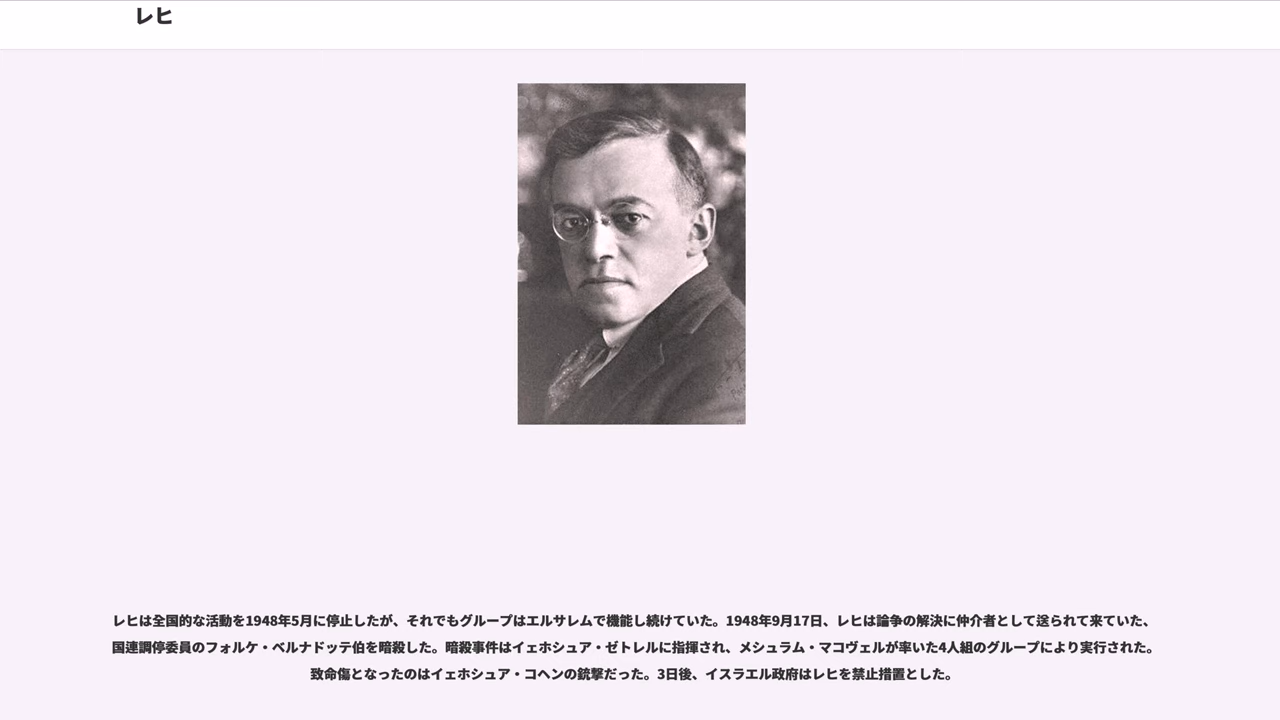 レヒ
レヒは全国的な活動を1948年5月に停止したが、それでもグループはエルサレムで機能し続けていた。1948年9月17日、レヒは論争の解決に仲介者として送られて来ていた、
国連調停委員のフォルケ・ベルナドッテ伯を暗殺した。暗殺事件はイェホシュア・ゼトレルに指揮され、メシュラム・マコヴェルが率いた4人組のグループにより実行された。
致命傷となったのはイェホシュア・コヘンの銃撃だった。3日後、イスラエル政府はレヒを禁止措置とした。